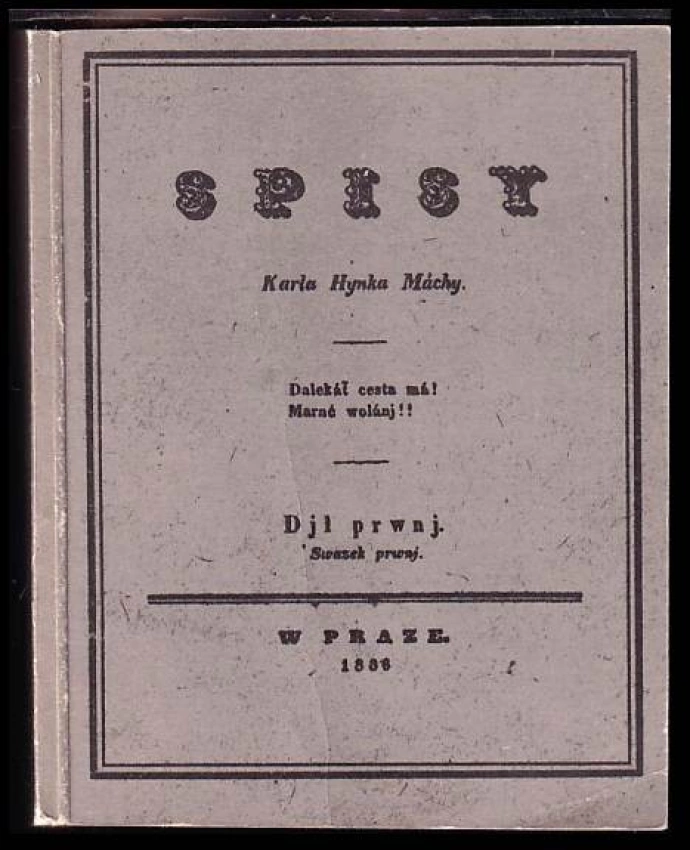 SPISY
Karla Hynka Máchy.
Dalekáť cesta má!
Marné wolánj!!
Djl prwnj.
Swazek prwnj.
W PRAZE.
1836